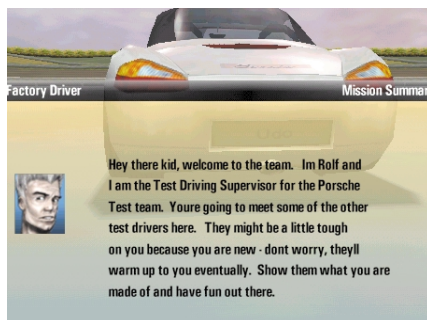 Factory Driver
Mission Summar
Hey there kid, welcome to the team. Im Rolf and
I am the Test Driving Supervisor for the Porsche
Test team. Youre going to meet some of the other
test drivers here. They might be a little tough
on you because you are new - dont worry, theyll
warm up to you eventually. Show them what you are
made of and have fun out there.